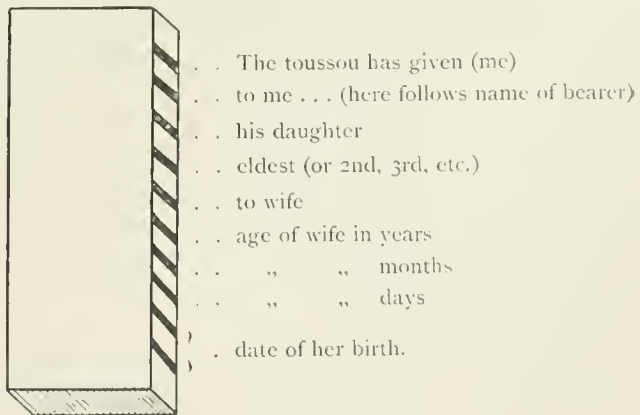 . . The toussou has given (me)
. . to me . . . (here follows name of bearer)
. . his daughter
. . eldest (or 2nd, 3rd, etc.)
. . to wife
. . age of wife in years
. . ,, ,, months
. . ,, ,, days
. date of her birth.